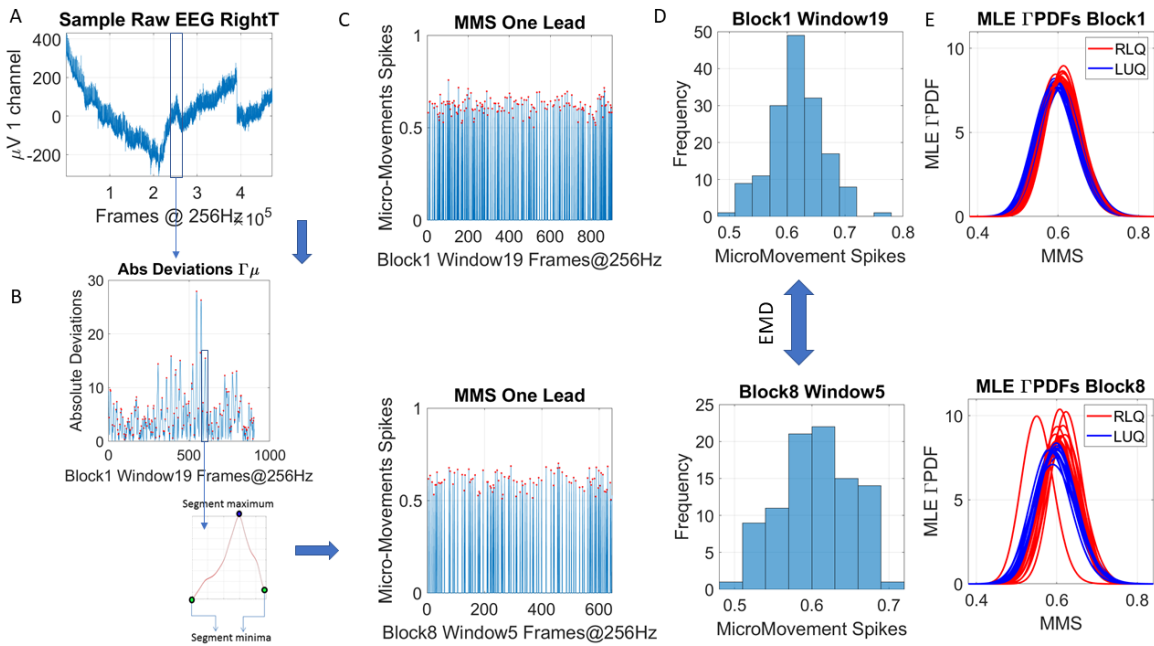 A
Sample Raw EEG RightT
μV 1 channel
400
200
0
-200
1
2
3
4
Frames @ 256Hz
×10⁵
B
Abs Deviations Γμ
Absolute Deviations
30
20
10
0
0
500
1000
Block1 Window19 Frames@256Hz
Segment maximum
Segment minima
C
MMS One Lead
Micro-Movements Spikes
1
0.5
0
0 200 400 600 800
Block1 Window19 Frames@256Hz
MMS One Lead
Micro-Movements Spikes
1
0.5
0
0 200 400 600
Block8 Window5 Frames@256Hz
D
Block1 Window19
Frequency
50
40
30
20
10
0
0.5 0.6 0.7 0.8
MicroMovement Spikes
EMD
Block8 Window5
Frequency
25
20
15
10
5
0
0.5 0.6 0.7
MicroMovement Spikes
E
MLE ΓPDFs Block1
MLE ΓPDF
10
5
0
RLQ
LUQ
0.4 0.6 0.8
MMS
MLE ΓPDFs Block8
MLE ΓPDF
10
5
0
RLQ
LUQ
0.4 0.6 0.8
MMS